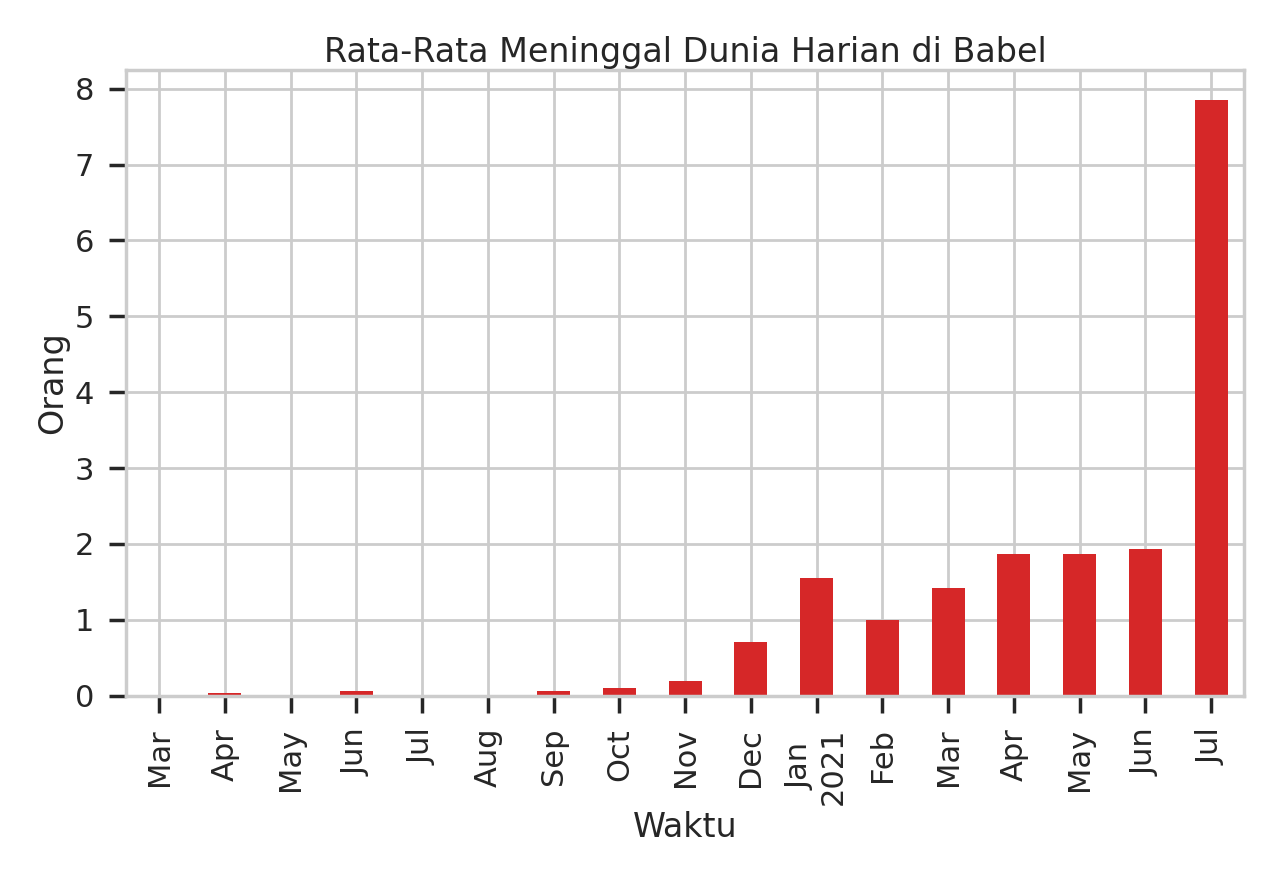 Rata-Rata Meninggal Dunia Harian di Babel
8
7
6
5
4
3
2
1
0
Orang
Mar
Apr
May
Jun
Jul
Aug
Sep
Oct
Nov
Dec
Jan
2021
Feb
Mar
Apr
May
Jun
Jul
Waktu